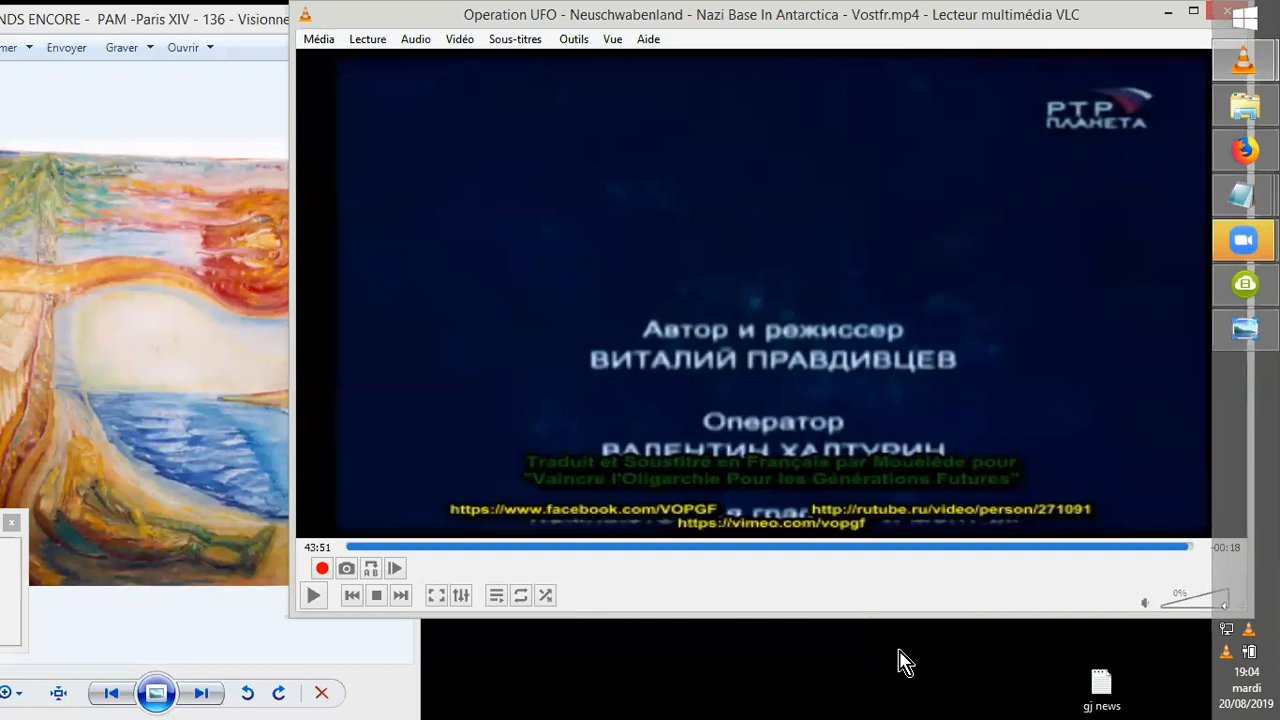 NDS ENCORE - PAM -Paris XIV - 136 - Visionne
mer Envoyer Graver Ouvrir
Operation UFO - Neuschwabenland - Nazi Base In Antarctica - Vostfr.mp4 - Lecteur multimédia VLC
Média Lecture Audio Vidéo Sous-titres Outils Vue Aide
РТР
ПЛАНЕТА
Автор и режиссер
ВИТАЛИЙ ПРАВДИВЦЕВ
Оператор
ВАЛЕНТИН ХАПТУРИН
Traduit et Sousfitré en Français par Mouelède pour
"Vaincre l'Oligarchie Pour les Générations Futures"
https://www.facebook.com/VOPGF http://rutube.ru/video/person/271091
https://vimeo.com/vopgf
43:51 -00:18
0%
gj news
19:04
mardi
20/08/2019